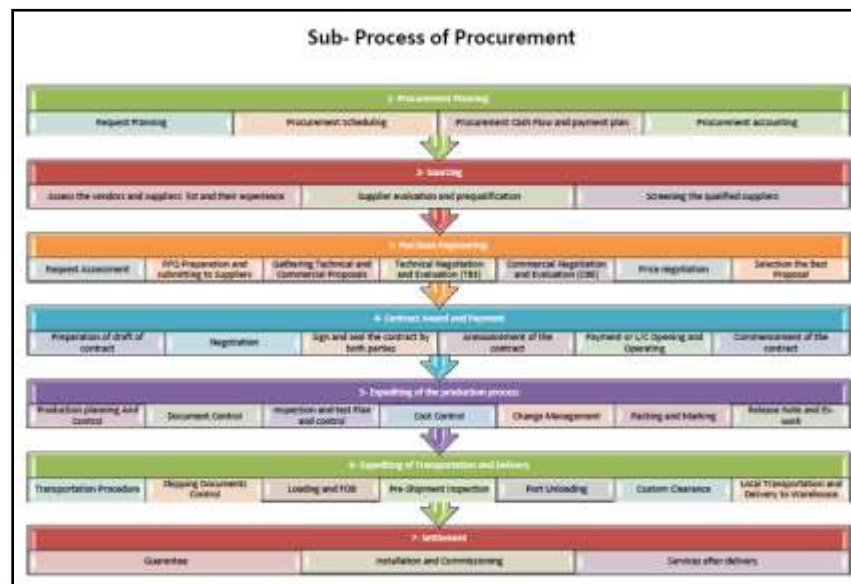 Sub- Process of Procurement
1- Procurement Planning
Request Planning
Procurement Scheduling
Procurement Cash Flow and payment plan
Procurement accounting
2- Sourcing
Assess the vendors and suppliers list and their experience
Supplier evaluation and prequalification
Screening the qualified suppliers
3- Purchase Engineering
Request Assessment
RFQ Preparation and
submitting to Suppliers
Gathering Technical and
Commercial Proposals
Technical Negotiation
and Evaluation (TBE)
Commercial Negotiation
and Evaluation (CBE)
Price negotiation
Selection the Best
Proposal
4- Contract Award and Payment
Preparation of draft of
contract
Negotiation
Sign and seal the contract by
both parties
Announcement of the
contract
Payment or L/C Opening and
Operating
Commencement of the
contract
5- Expediting of the production process
Production planning And
Control
Document Control
Inspection and test Plan
and control
Cost Control
Change Management
Packing and Marking
Release Note and Ex-
work
6- Expediting of Transportation and Delivery
Transportation Procedure
Shipping Documents
Control
Loading and FOB
Pre-Shipment Inspection
Port Unloading
Custom Clearance
Local Transportation and
Delivery to Warehouse
7- Settlement
Guarantee
Installation and Commissioning
Services after delivery